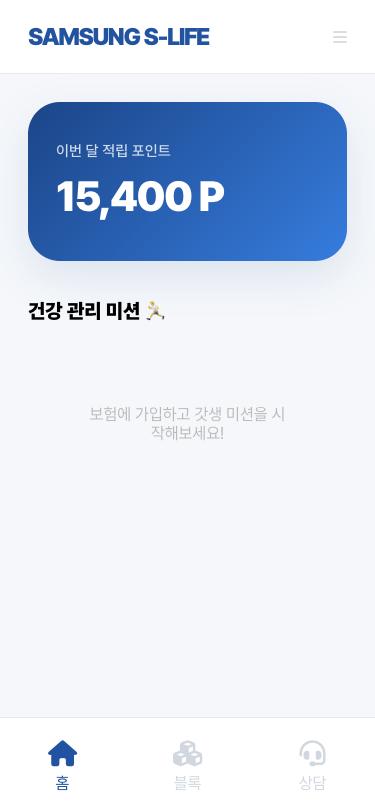 SAMSUNG S-LIFE
이번 달 적립 포인트
15,400 P
건강 관리 미션 🏃
보험에 가입하고 갓생 미션을 시
작해보세요!
홈
블록
상담